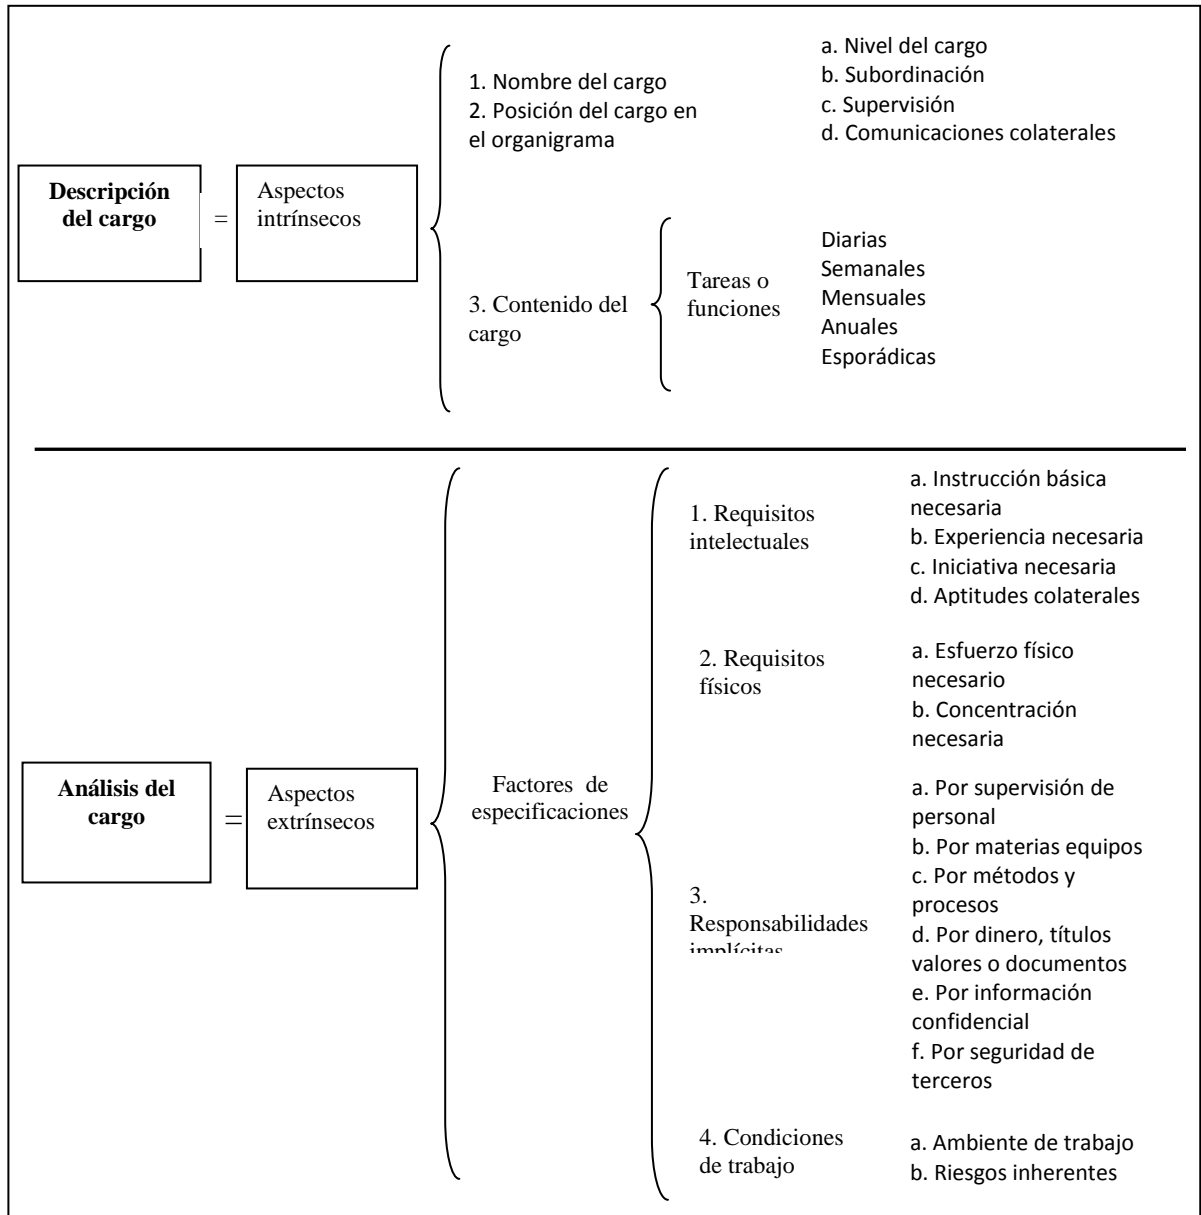 Descripción
del cargo
=
Aspectos
intrínsecos
1. Nombre del cargo
2. Posición del cargo en
el organigrama
a. Nivel del cargo
b. Subordinación
c. Supervisión
d. Comunicaciones colaterales
3. Contenido del
cargo
Tareas o
funciones
Diarias
Semanales
Mensuales
Anuales
Esporádicas
Análisis del
cargo
=
Aspectos
extrínsecos
Factores de
especificaciones
1. Requisitos
intelectuales
a. Instrucción básica
necesaria
b. Experiencia necesaria
c. Iniciativa necesaria
d. Aptitudes colaterales
2. Requisitos
físicos
a. Esfuerzo físico
necesario
b. Concentración
necesaria
3.
Responsabilidades
implícitas
a. Por supervisión de
personal
b. Por materias equipos
c. Por métodos y
procesos
d. Por dinero, títulos
valores o documentos
e. Por información
confidencial
f. Por seguridad de
terceros
4. Condiciones
de trabajo
a. Ambiente de trabajo
b. Riesgos inherentes